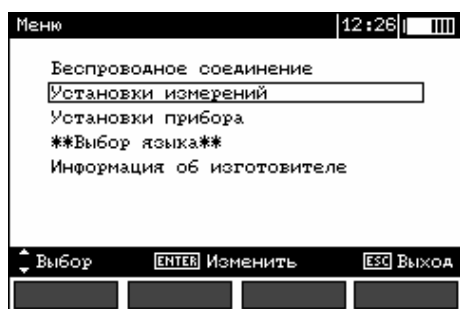 Меню 12:26
Беспроводное соединение
Установки измерений
Установки прибора
**Выбор языка**
Информация об изготовителе
Выбор ENTER Изменить ESC Выход